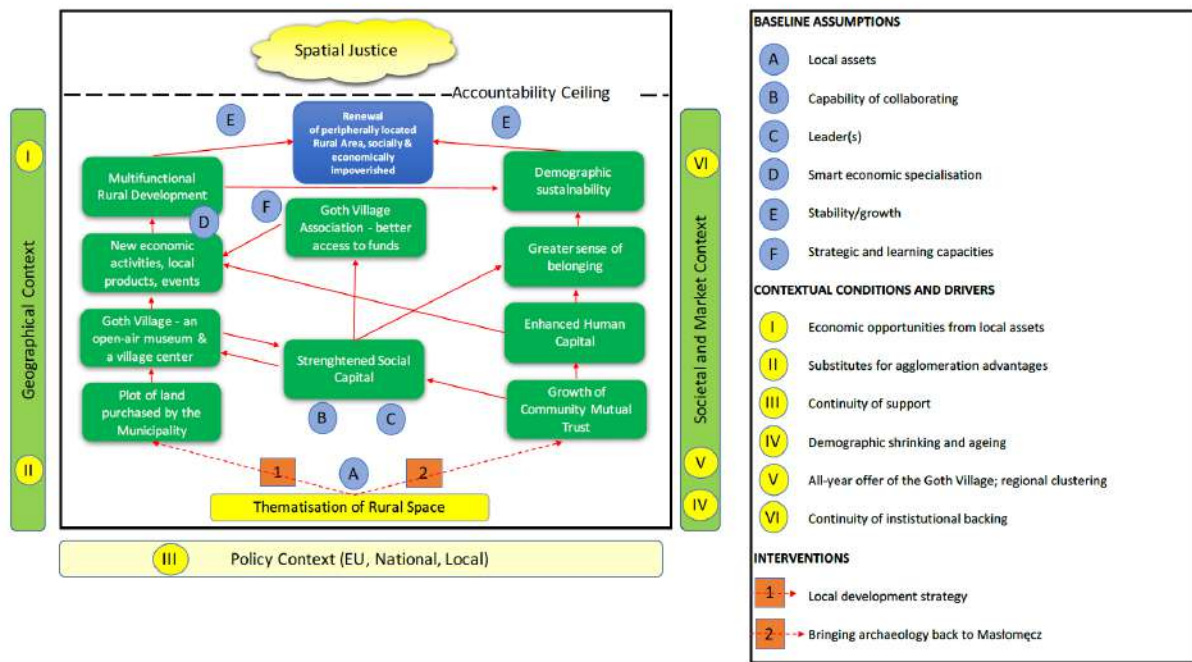 Spatial Justice
Accountability Ceiling
E
Renewal
of peripherally located
Rural Area, socially &
economically
impoverished
E
I
Geographical Context
II
Multifunctional
Rural Development
D
F
Goth Village
Association - better
access to funds
Demographic
sustainability
New economic
activities, local
products, events
Greater sense of
belonging
Goth Village - an
open-air museum &
a village center
Strenghtened Social
Capital
Enhanced Human
Capital
Plot of land
purchased by the
Municipality
B
C
Growth of
Community Mutual
Trust
1
A
2
Thematisation of Rural Space
VI
Societal and Market Context
V
IV
III
Policy Context (EU, National, Local)
BASELINE ASSUMPTIONS
A Local assets
B Capability of collaborating
C Leader(s)
D Smart economic specialisation
E Stability/growth
F Strategic and learning capacities
CONTEXTUAL CONDITIONS AND DRIVERS
I Economic opportunities from local assets
II Substitutes for agglomeration advantages
III Continuity of support
IV Demographic shrinking and ageing
V All-year offer of the Goth Village; regional clustering
VI Continuity of instistutional backing
INTERVENTIONS
1 Local development strategy
2 Bringing archaeology back to Masłomęcz